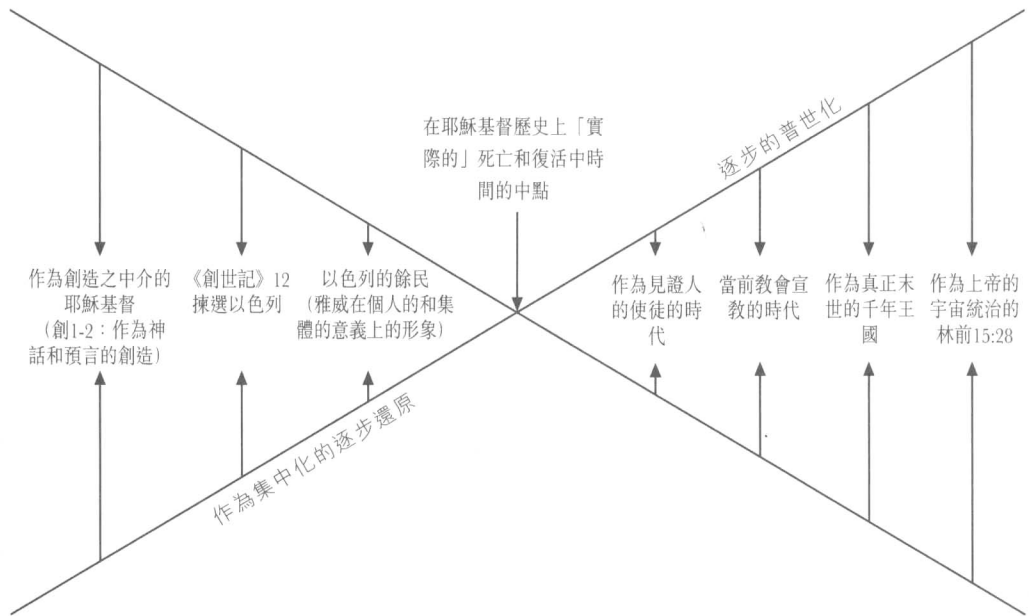 在耶穌基督歷史上「實
際的」死亡和復活中時
間的中點
逐步的普世化
作為創造之中介的
耶穌基督
(創1-2：作為神
話和預言的創造)
《創世記》12
揀選以色列
以色列的餘民
(雅威在個人的和集
體的意義上的形象)
作為見證人
的使徒的時
代
當前教會宣
教的時代
作為真正末
世的千年王
國
作為上帝的
宇宙統治的
林前15:28
作為集中化的逐步還原